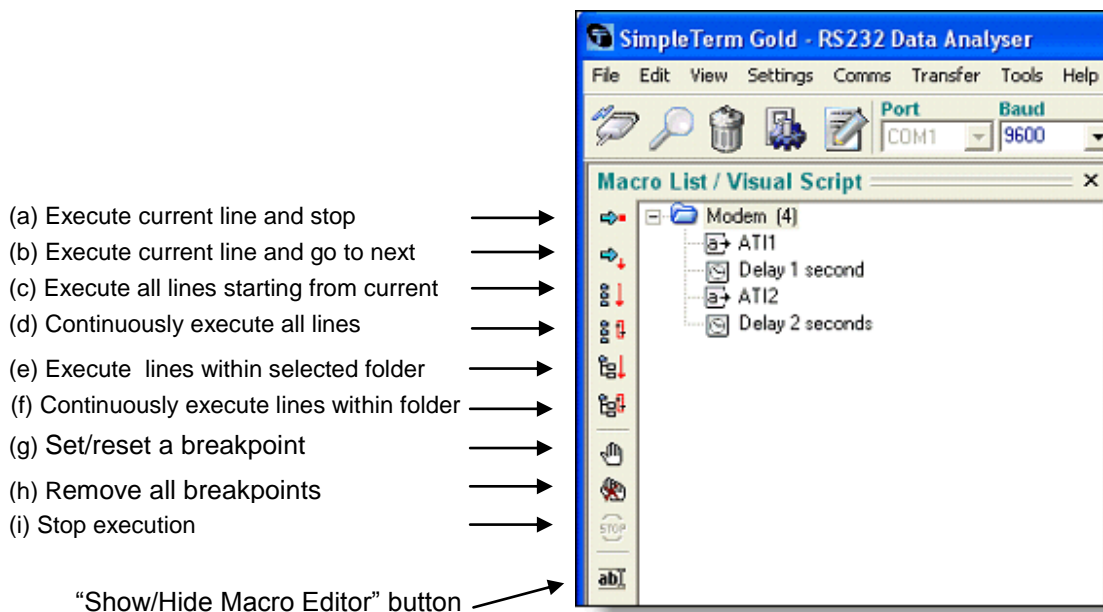 SimpleTerm Gold - RS232 Data Analyser
File Edit View Settings Comms Transfer Tools Help
Port Baud
COM1 9600
Macro List / Visual Script
(a) Execute current line and stop
(b) Execute current line and go to next
(c) Execute all lines starting from current
(d) Continuously execute all lines
(e) Execute lines within selected folder
(f) Continuously execute lines within folder
(g) Set/reset a breakpoint
(h) Remove all breakpoints
(i) Stop execution
“Show/Hide Macro Editor” button
Modem (4)
ATI1
Delay 1 second
ATI2
Delay 2 seconds
STOP
ab